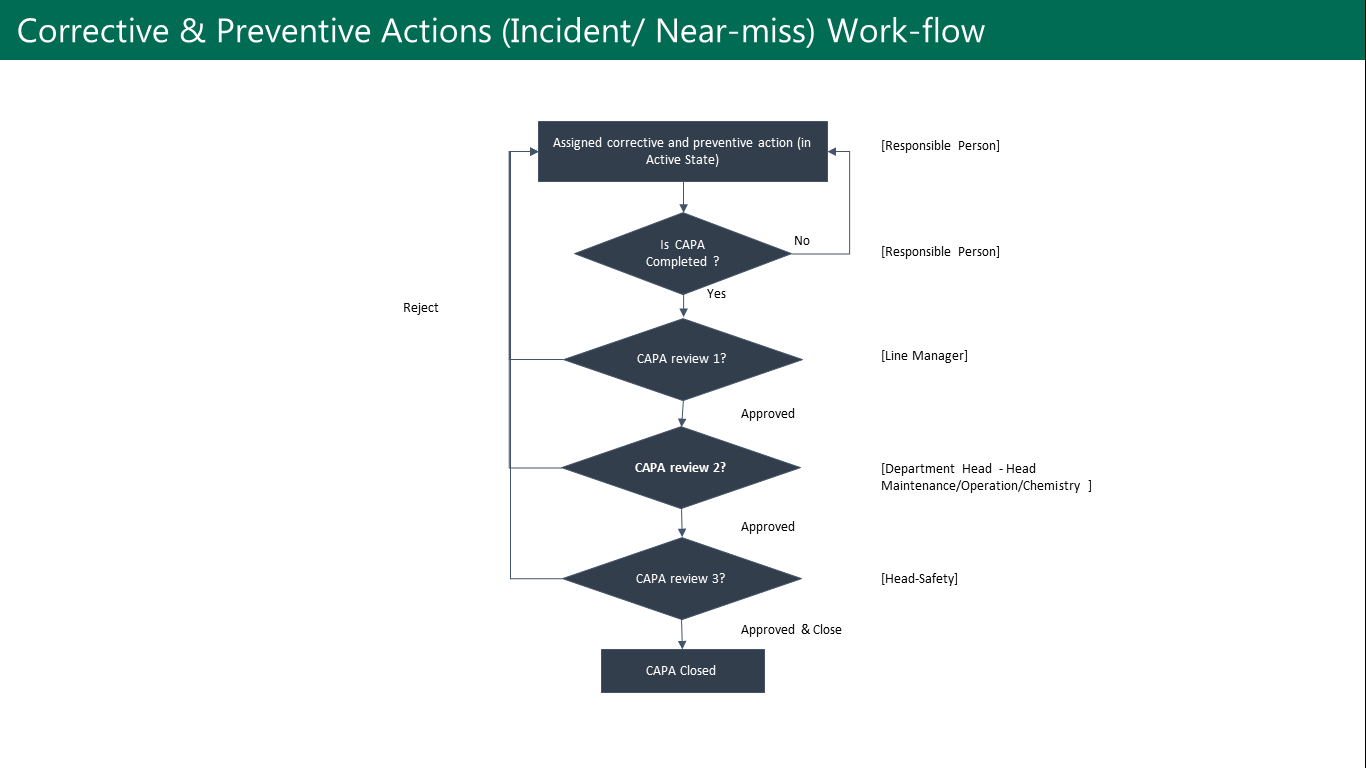 Corrective & Preventive Actions (Incident/ Near-miss) Work-flow
Assigned corrective and preventive action (in
Active State)
[Responsible Person]
Is CAPA
Completed ?
No
[Responsible Person]
Yes
Reject
CAPA review 1?
[Line Manager]
Approved
CAPA review 2?
[Department Head - Head
Maintenance/Operation/Chemistry ]
Approved
CAPA review 3?
[Head-Safety]
Approved & Close
CAPA Closed